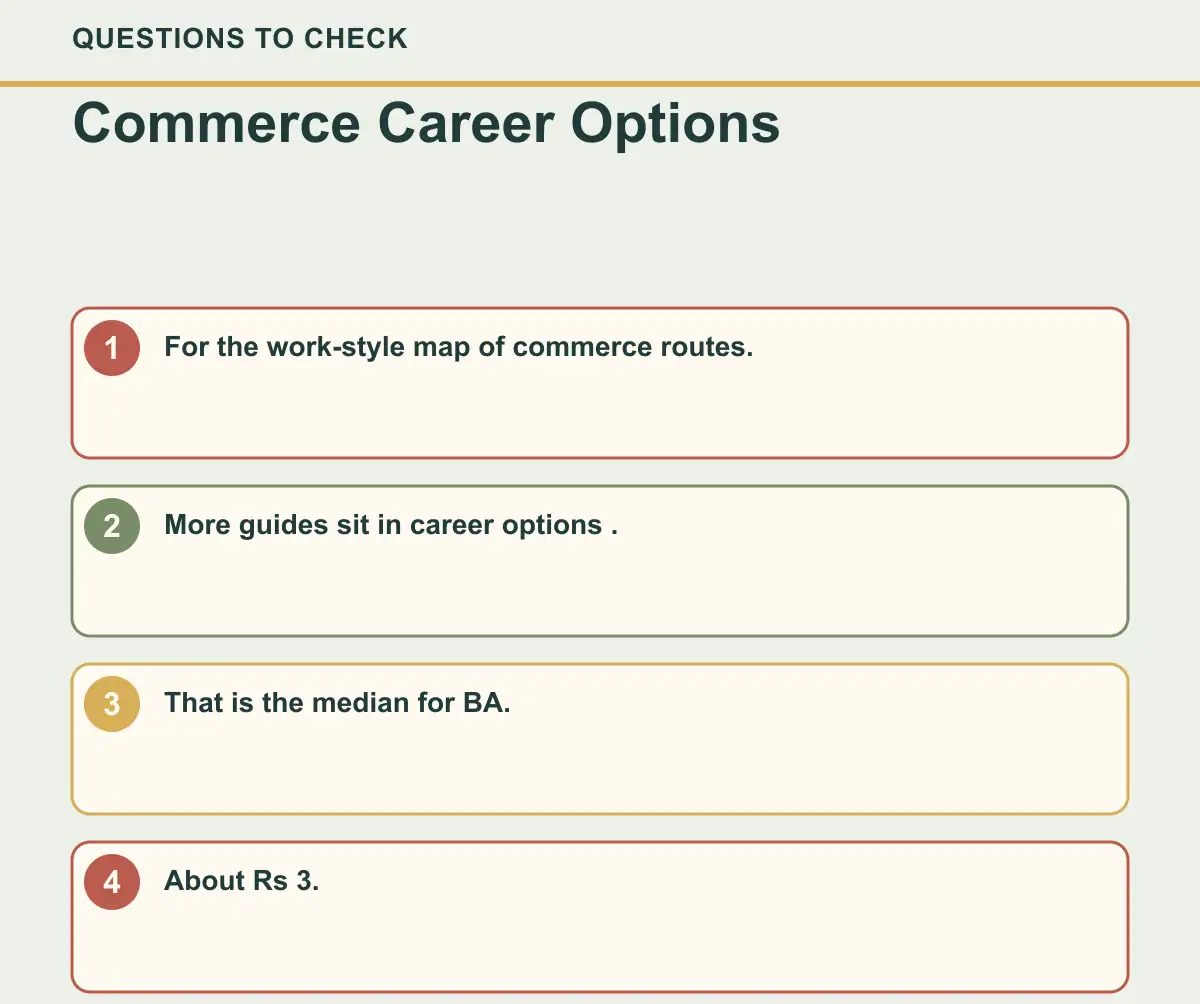 QUESTIONS TO CHECK
Commerce Career Options
1 For the work-style map of commerce routes.
2 More guides sit in career options .
3 That is the median for BA.
4 About Rs 3.